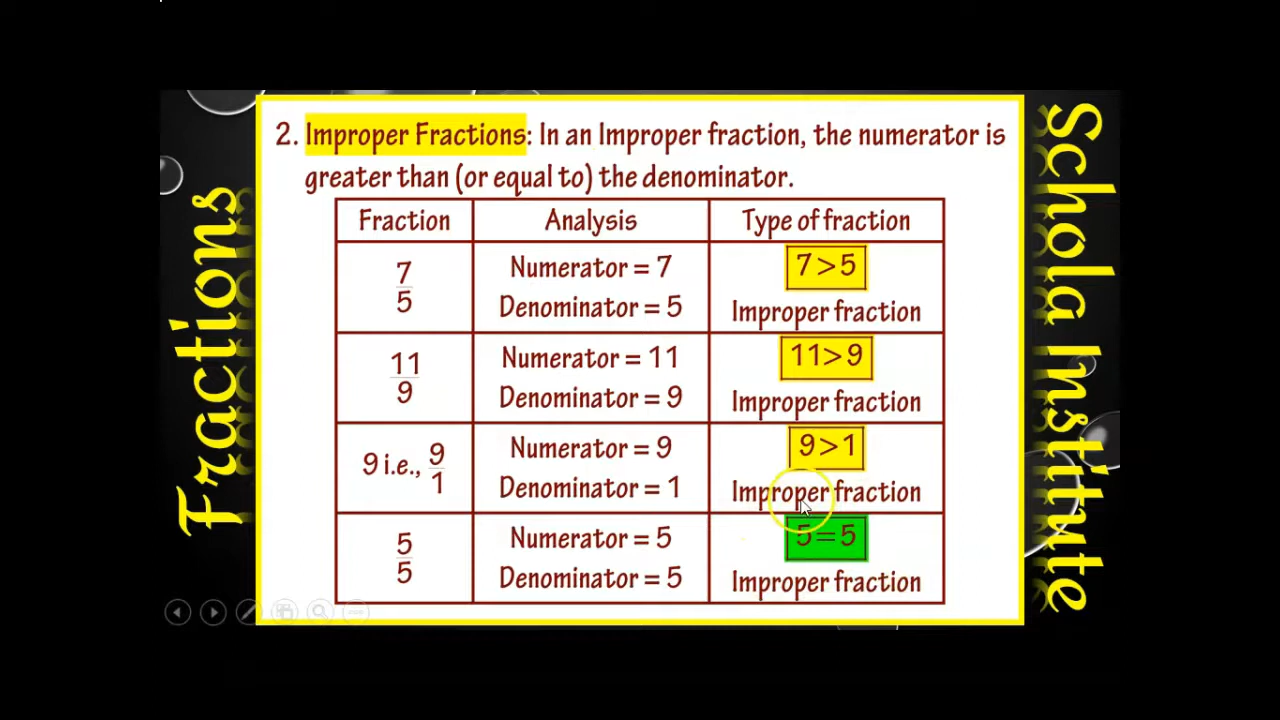 Fractions
2. Improper Fractions: In an Improper fraction, the numerator is
greater than (or equal to) the denominator.
Fraction Analysis Type of fraction
7/5 Numerator = 7 7>5
Denominator = 5 Improper fraction
11/9 Numerator = 11 11>9
Denominator = 9 Improper fraction
9 i.e., 9/1 Numerator = 9 9>1
Denominator = 1 Improper fraction
5/5 Numerator = 5 5=5
Denominator = 5 Improper fraction
Schola Institute